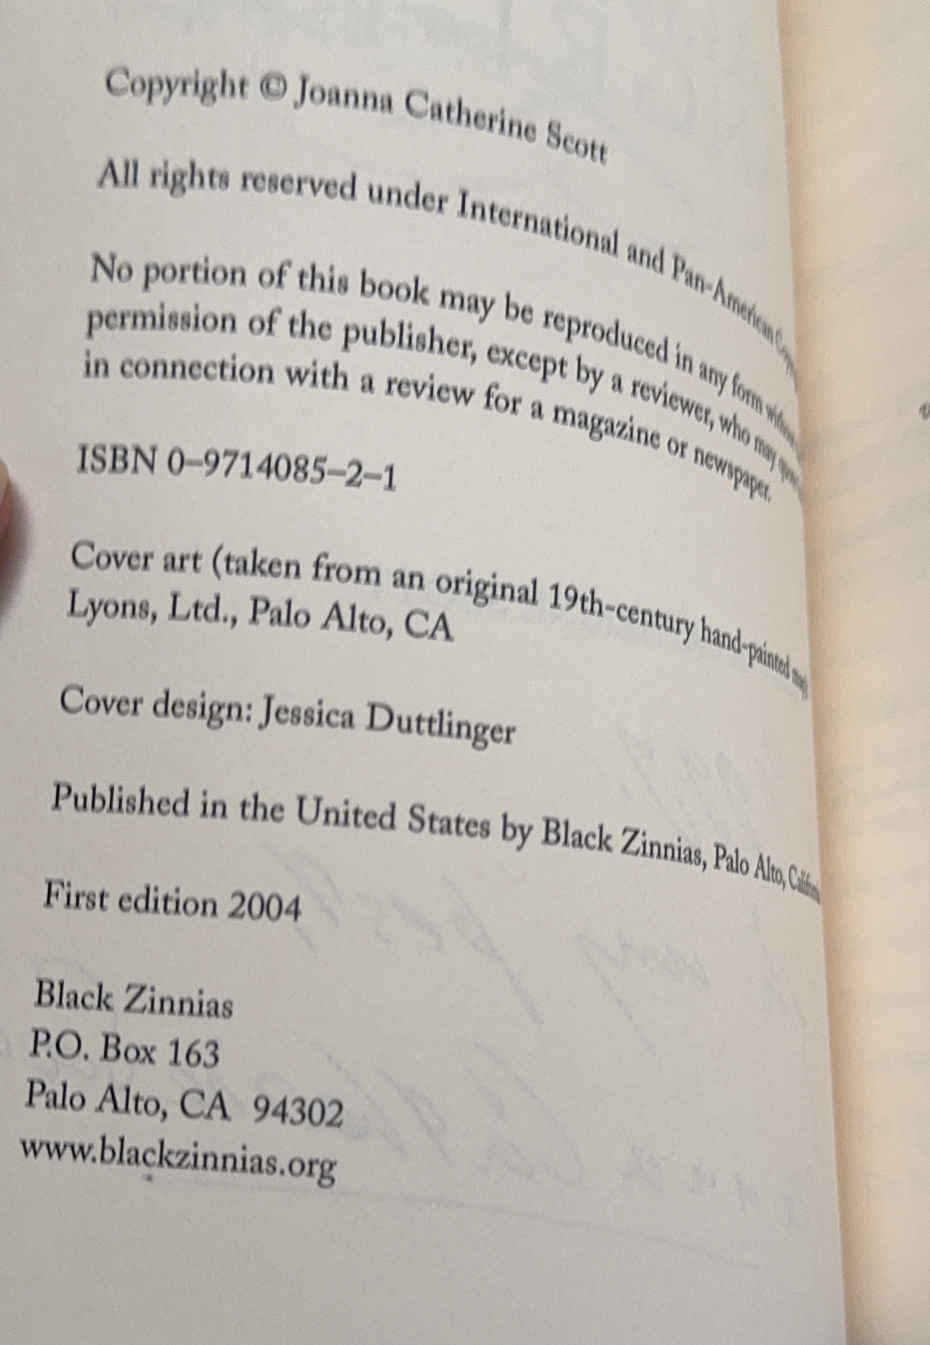 Copyright © Joanna Catherine Scott
All rights reserved under International and Pan-American
No portion of this book may be reproduced in any form without
permission of the publisher, except by a reviewer, who may quote
in connection with a review for a magazine or newspaper.
ISBN 0–9714085–2–1
Cover art (taken from an original 19th-century hand-painted
Lyons, Ltd., Palo Alto, CA
Cover design: Jessica Duttlinger
Published in the United States by Black Zinnias, Palo Alto, California
First edition 2004
Black Zinnias
P.O. Box 163
Palo Alto, CA 94302
www.blackzinnias.org